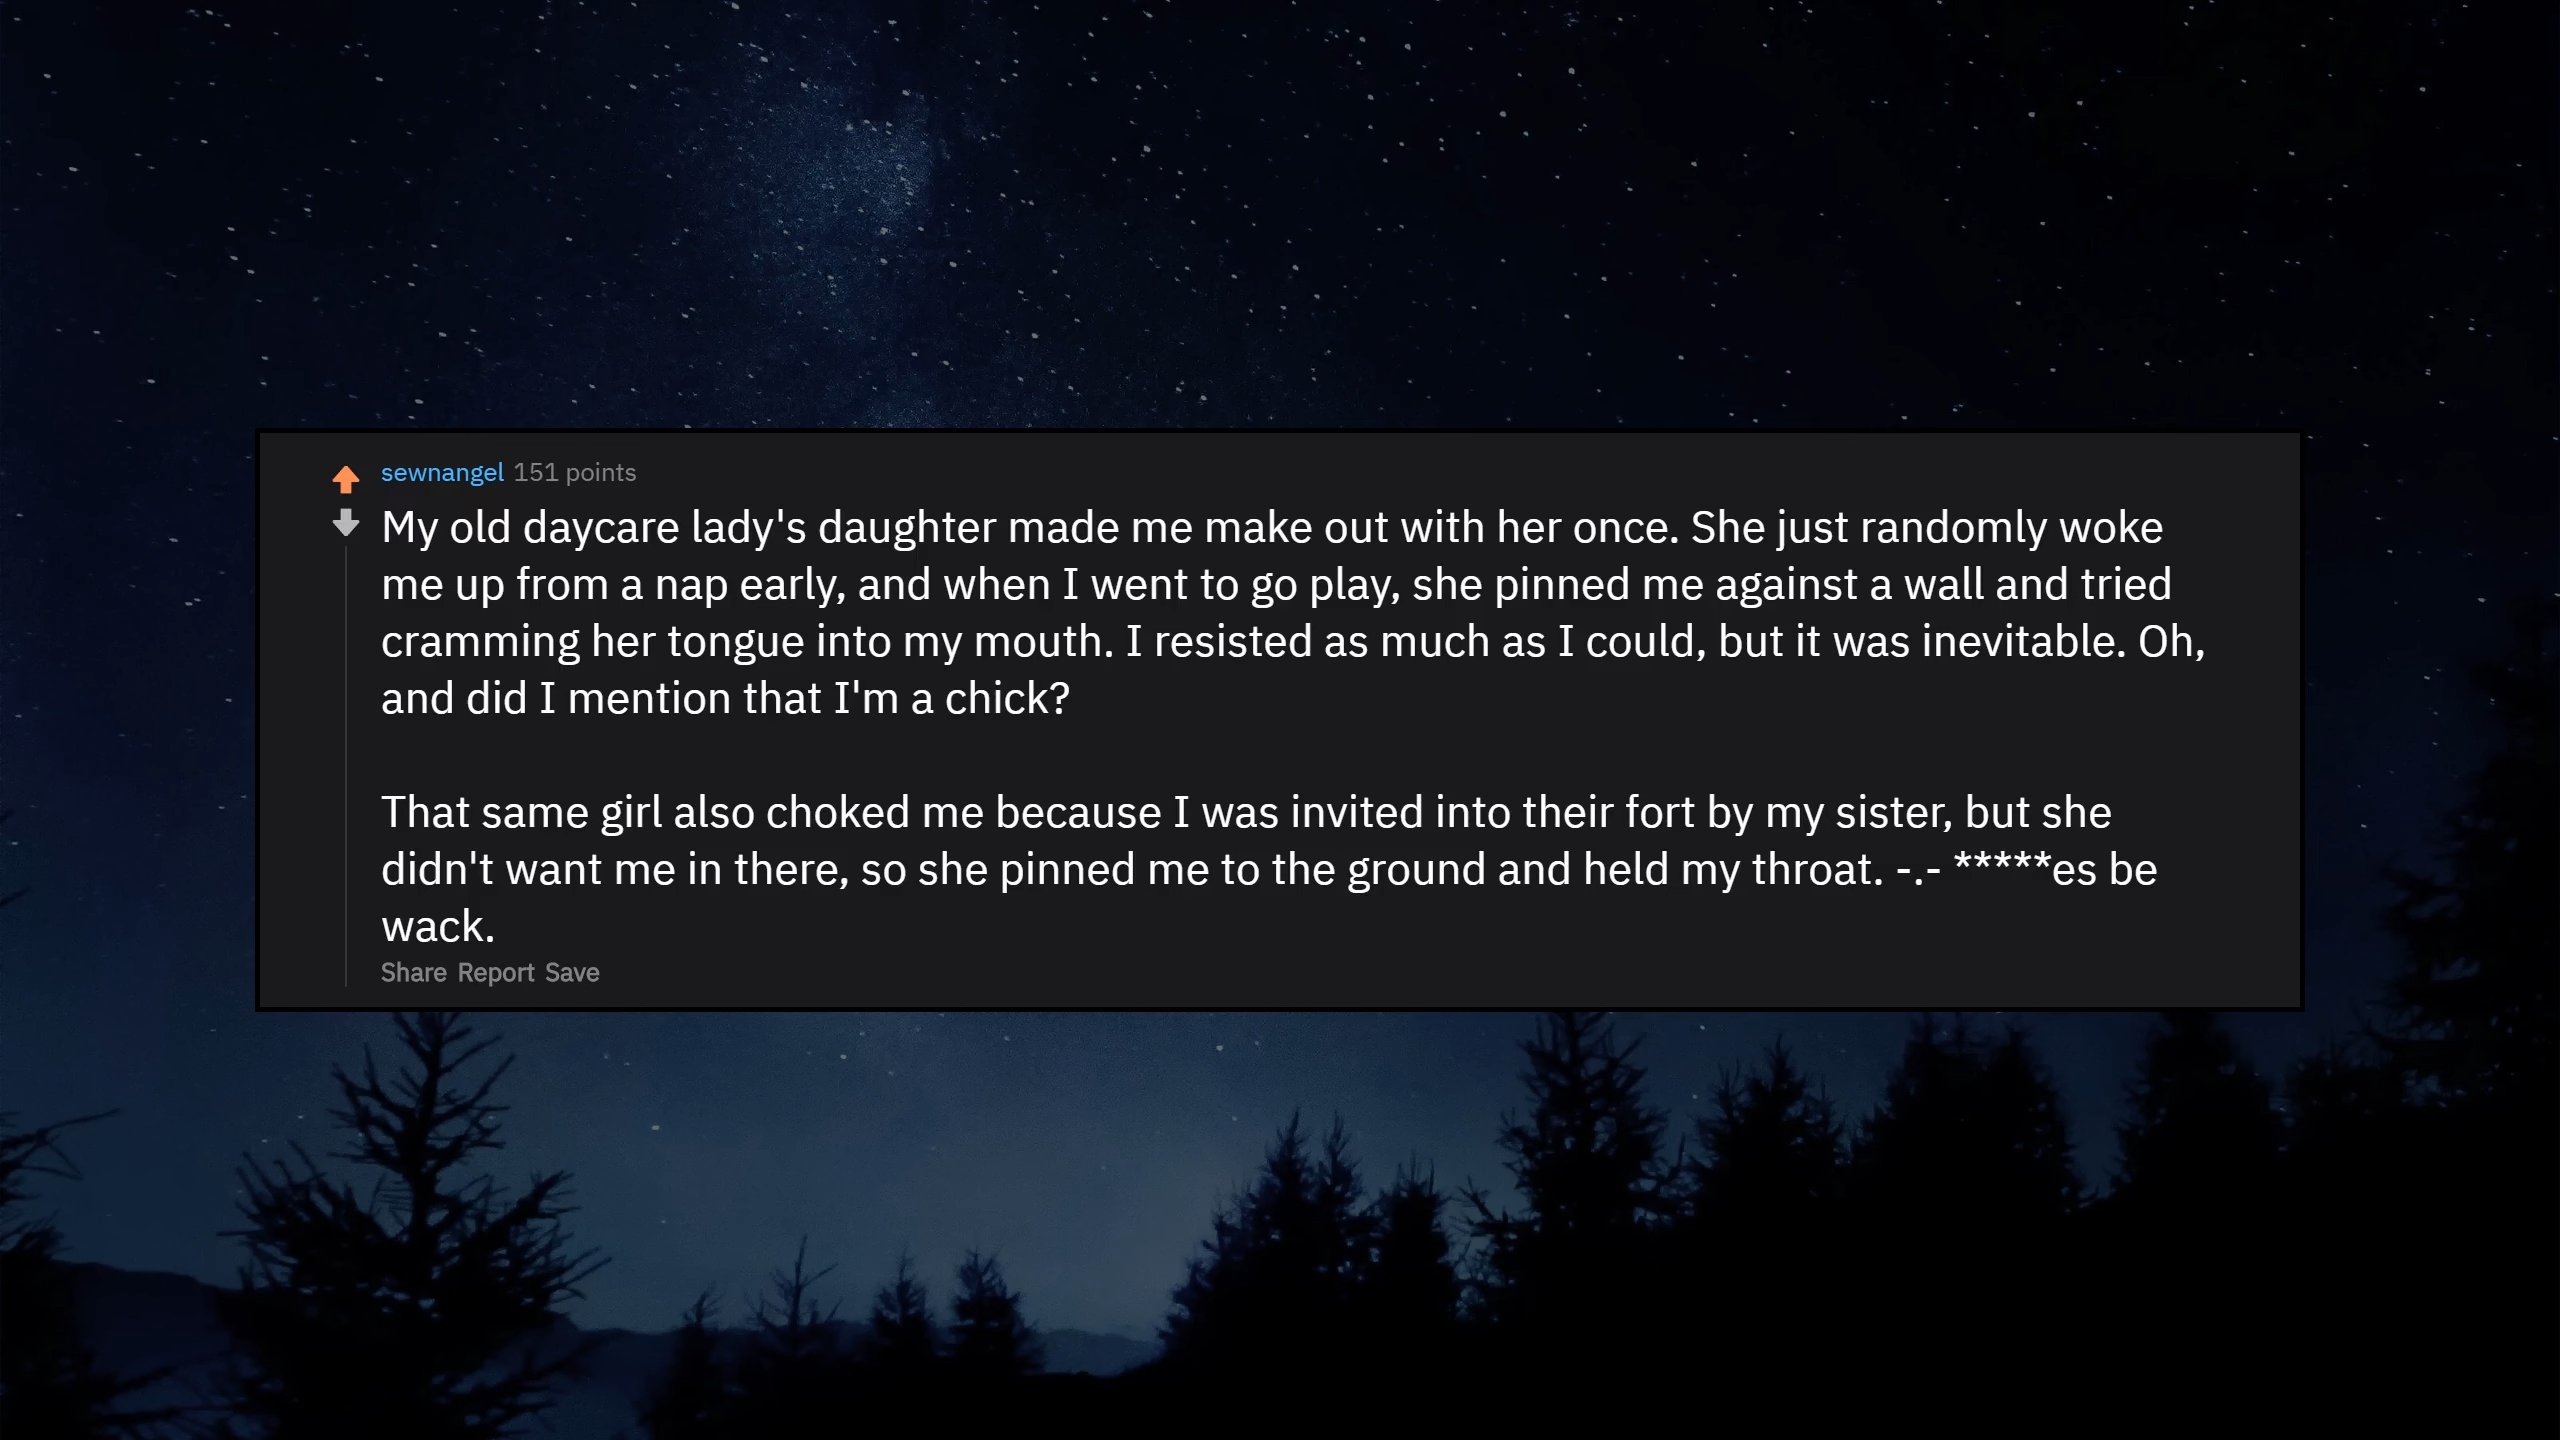 sewnangel 151 points
My old daycare lady's daughter made me make out with her once. She just randomly woke
me up from a nap early, and when I went to go play, she pinned me against a wall and tried
cramming her tongue into my mouth. I resisted as much as I could, but it was inevitable. Oh,
and did I mention that I'm a chick?
That same girl also choked me because I was invited into their fort by my sister, but she
didn't want me in there, so she pinned me to the ground and held my throat. -.- *****es be
wack.
Share Report Save